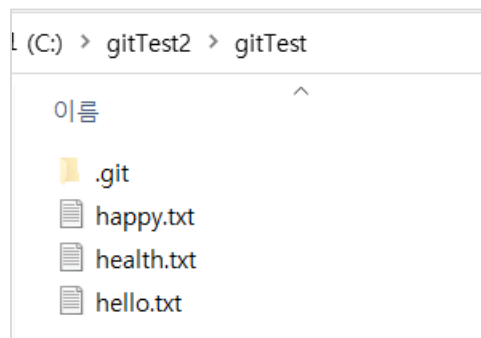 (C:) > gitTest2 > gitTest
이름
.git
happy.txt
health.txt
hello.txt